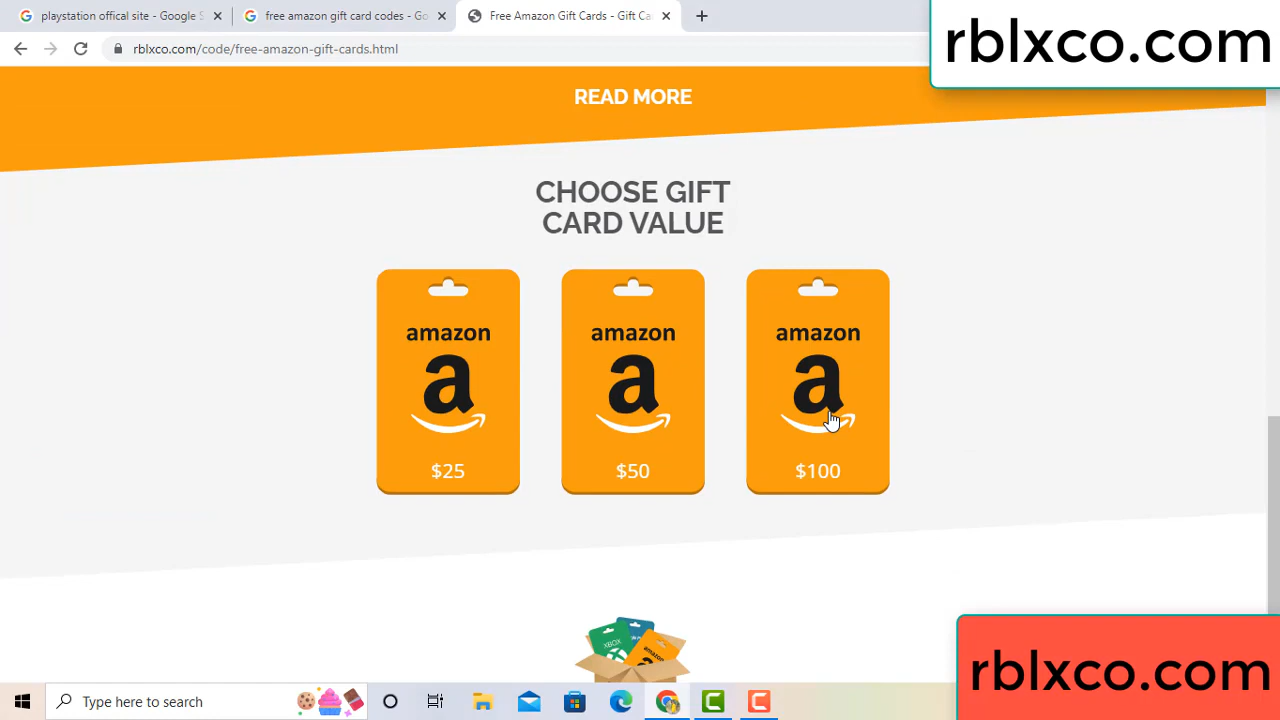 playstation offical site - Google S
free amazon gift card codes - Go
Free Amazon Gift Cards - Gift Ca
rblxco.com/code/free-amazon-gift-cards.html
rblxco.com
READ MORE
CHOOSE GIFT
CARD VALUE
amazon
a
$25
amazon
a
$50
amazon
a
$100
XBOX
amazon
rblxco.com
Type here to search